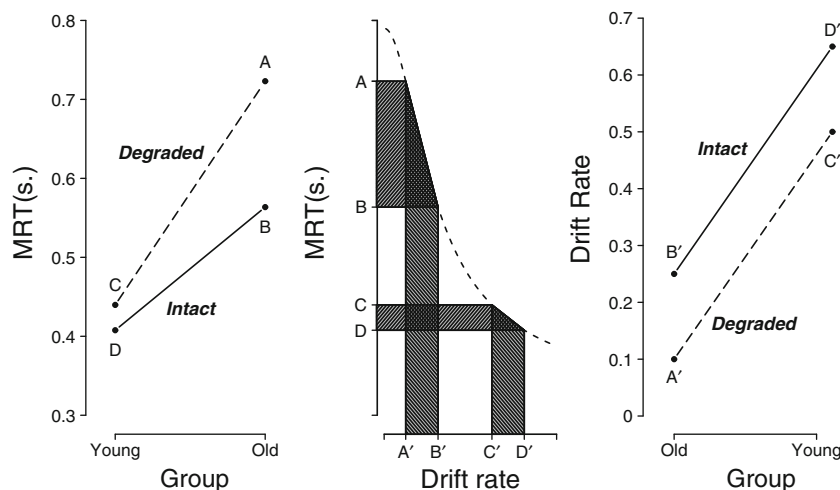 MRT(s.)
0.8
0.7
0.6
0.5
0.4
0.3
A
Degraded
B
C
Intact
D
Young
Old
Group
MRT(s.)
A
B
C
D
A′
B′
C′
D′
Drift rate
Drift Rate
0.7
0.6
0.5
0.4
0.3
0.2
0.1
0
D′
Intact
C′
B′
Degraded
A′
Old
Young
Group